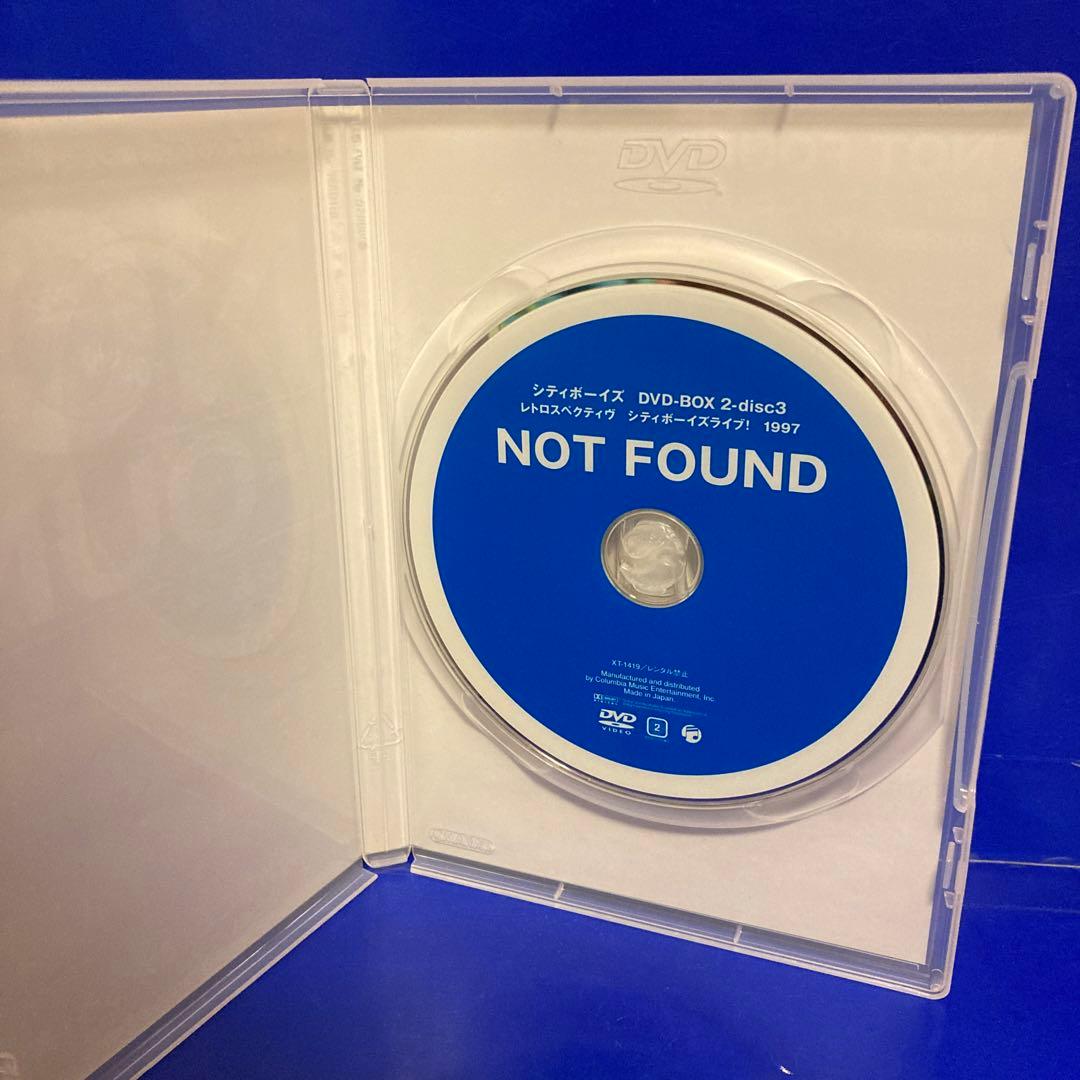 DVD
シティボーイズ DVD-BOX 2-disc3
レトロスペクティヴ シティボーイズライブ! 1997
NOT FOUND
XT-1419/レンタル禁止
Manufactured and distributed
by Columbia Music Entertainment, Inc.
Made in Japan.
DVD
VIDEO
2